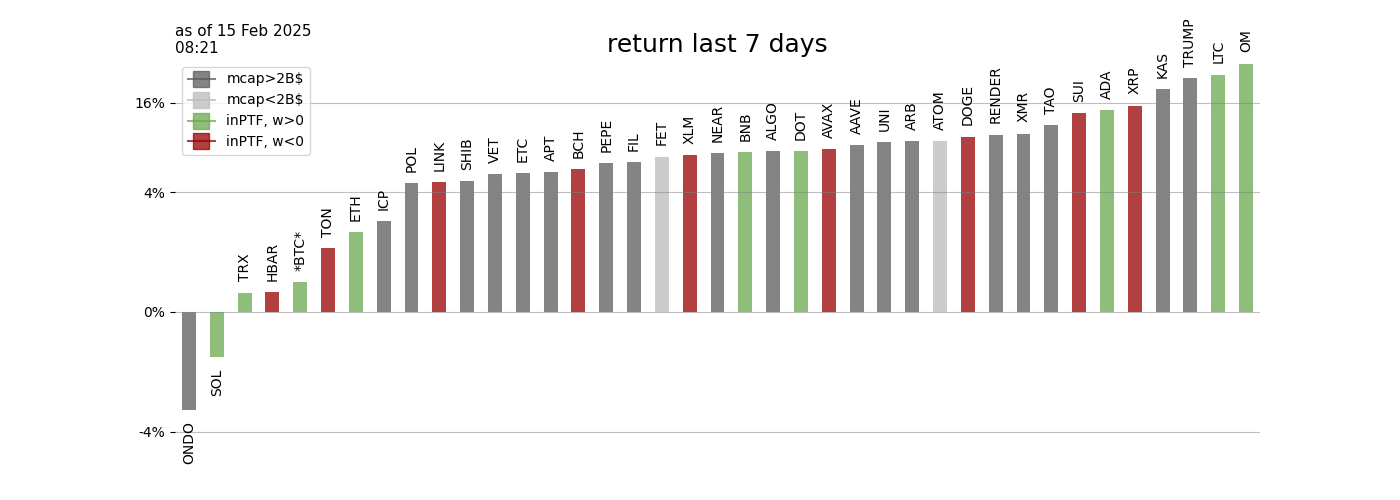 as of 15 Feb 2025
08:21
return last 7 days
mcap>2B$
mcap<2B$
inPTF, w>0
inPTF, w<0
16%
4%
0%
-4%
ONDO
SOL
TRX
HBAR
*BTC*
TON
ETH
ICP
POL
LINK
SHIB
VET
ETC
APT
BCH
PEPE
FIL
FET
XLM
NEAR
BNB
ALGO
DOT
AVAX
AAVE
UNI
ARB
ATOM
DOGE
RENDER
XMR
TAO
SUI
ADA
XRP
KAS
TRUMP
LTC
OM